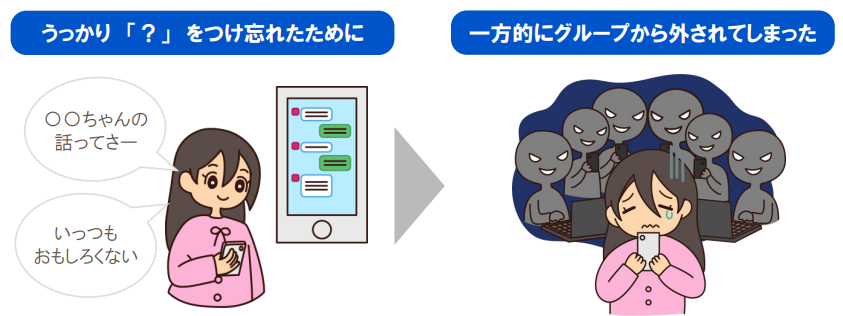 うっかり「？」をつけ忘れたために
一方的にグループから外されてしまった
〇〇ちゃんの
話ってさー
いっつも
おもしろくない